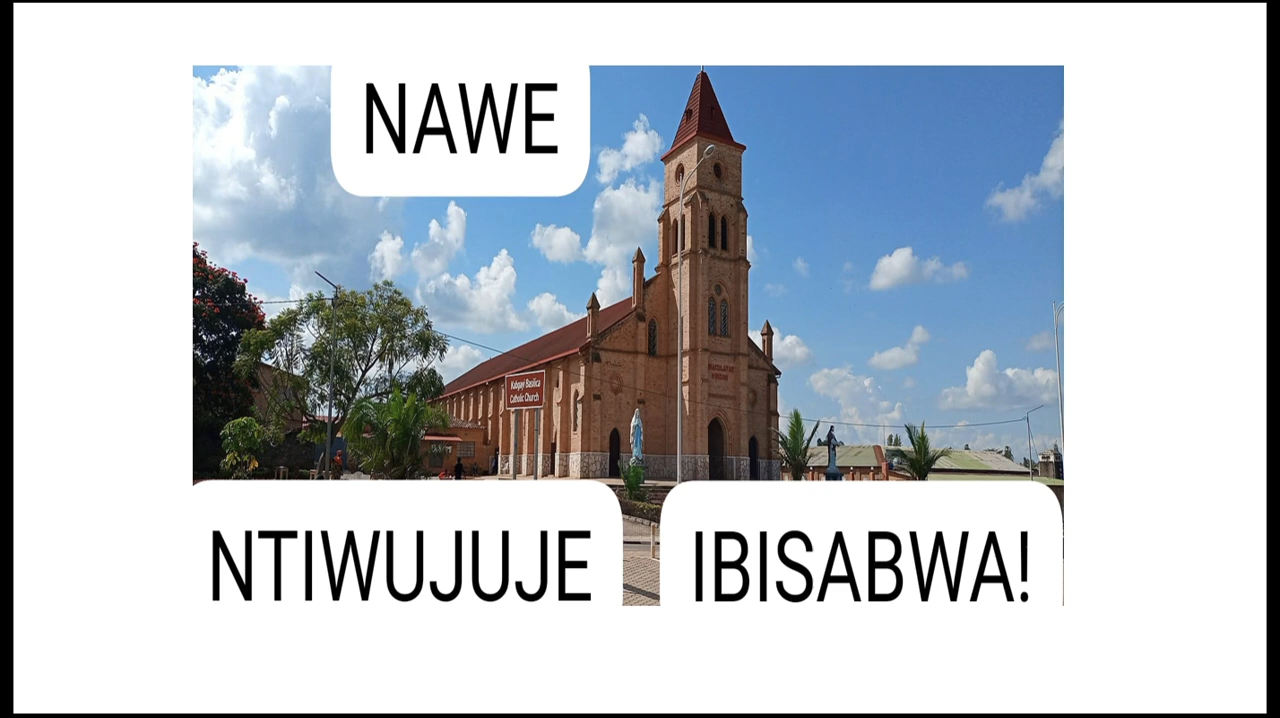 NAWE
Kabgayi Basilica
Catholic Church
NTIWUJUJE
IBISABWA!